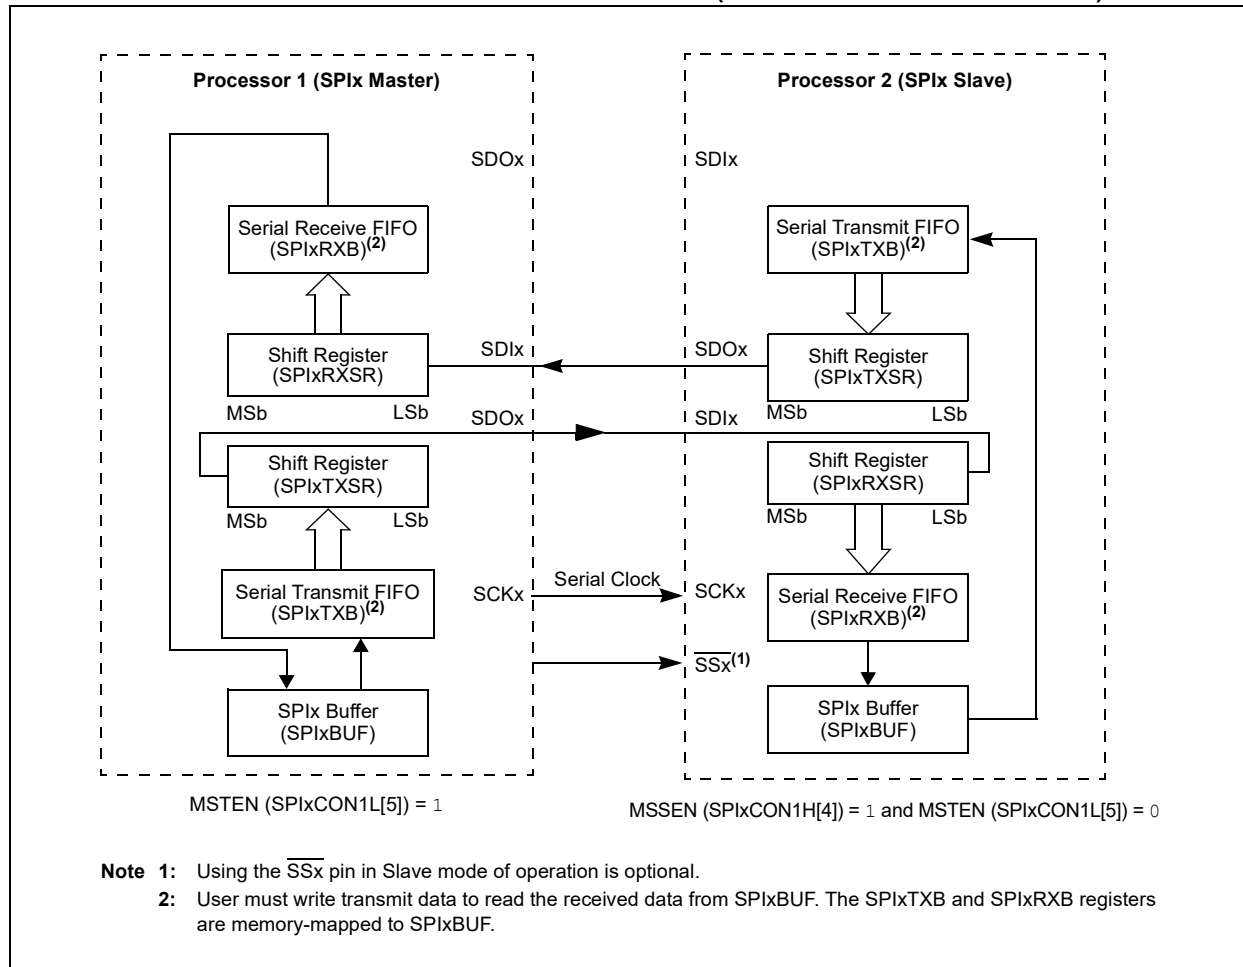 Processor 1 (SPIx Master)
Processor 2 (SPIx Slave)
SDOx
SDIx
Serial Receive FIFO
(SPIxRXB)(2)
Serial Transmit FIFO
(SPIxTXB)(2)
Shift Register
(SPIxRXSR)
SDIx
SDOx
Shift Register
(SPIxTXSR)
MSb
LSb
MSb
LSb
SDOx
SDIx
Shift Register
(SPIxTXSR)
Shift Register
(SPIxRXSR)
MSb
LSb
MSb
LSb
Serial Transmit FIFO
(SPIxTXB)(2)
SCKx
Serial Clock
SCKx
Serial Receive FIFO
(SPIxRXB)(2)
SSx(1)
SPIx Buffer
(SPIxBUF)
SPIx Buffer
(SPIxBUF)
MSTEN (SPIxCON1L[5]) = 1
MSSEN (SPIxCON1H[4]) = 1 and MSTEN (SPIxCON1L[5]) = 0
Note 1: Using the SSx pin in Slave mode of operation is optional.
2: User must write transmit data to read the received data from SPIxBUF. The SPIxTXB and SPIxRXB registers
are memory-mapped to SPIxBUF.